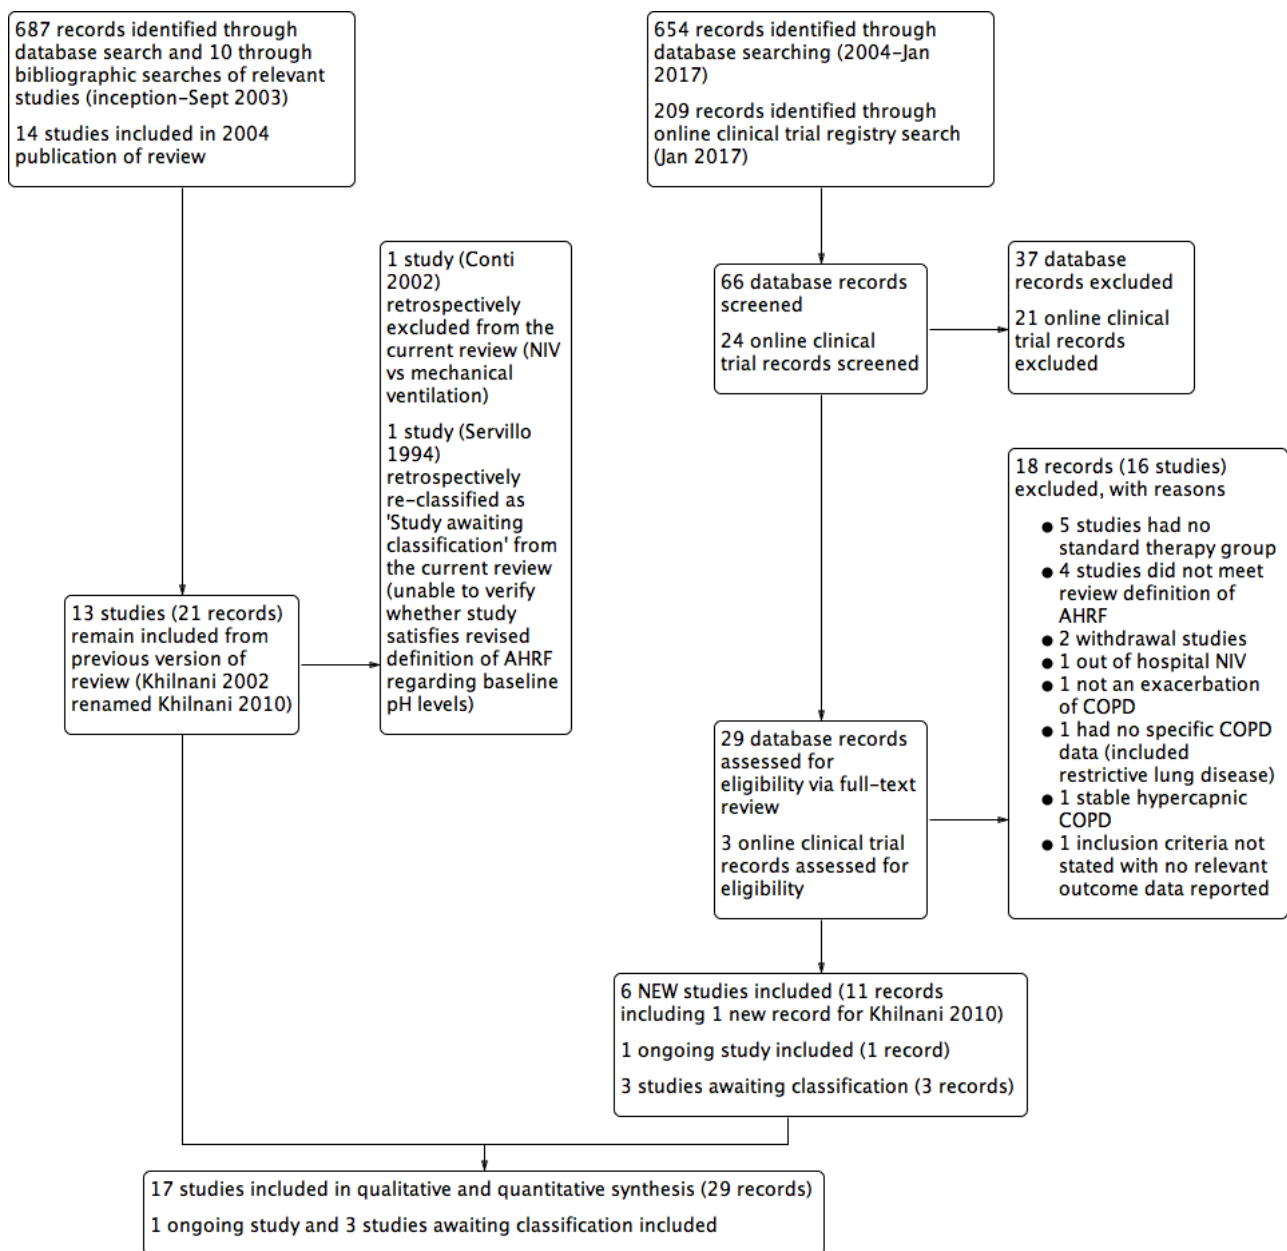 687 records identified through
database search and 10 through
bibliographic searches of relevant
studies (inception-Sept 2003)
14 studies included in 2004
publication of review
654 records identified through
database searching (2004-Jan
2017)
209 records identified through
online clinical trial registry search
(Jan 2017)
1 study (Conti
2002)
retrospectively
excluded from the
current review (NIV
vs mechanical
ventilation)
1 study (Servillo
1994)
retrospectively
re-classified as
'Study awaiting
classification' from
the current review
(unable to verify
whether study
satisfies revised
definition of AHRF
regarding baseline
pH levels)
66 database records
screened
24 online clinical
trial records screened
37 database
records excluded
21 online clinical
trial records
excluded
13 studies (21 records)
remain included from
previous version of
review (Khilnani 2002
renamed Khilnani 2010)
18 records (16 studies)
excluded, with reasons
● 5 studies had no
standard therapy group
● 4 studies did not meet
review definition of
AHRF
● 2 withdrawal studies
● 1 out of hospital NIV
● 1 not an exacerbation
of COPD
● 1 had no specific COPD
data (included
restrictive lung disease)
● 1 stable hypercapnic
COPD
● 1 inclusion criteria not
stated with no relevant
outcome data reported
29 database records
assessed for
eligibility via full-text
review
3 online clinical trial
records assessed for
eligibility
6 NEW studies included (11 records
including 1 new record for Khilnani 2010)
1 ongoing study included (1 record)
3 studies awaiting classification (3 records)
17 studies included in qualitative and quantitative synthesis (29 records)
1 ongoing study and 3 studies awaiting classification included